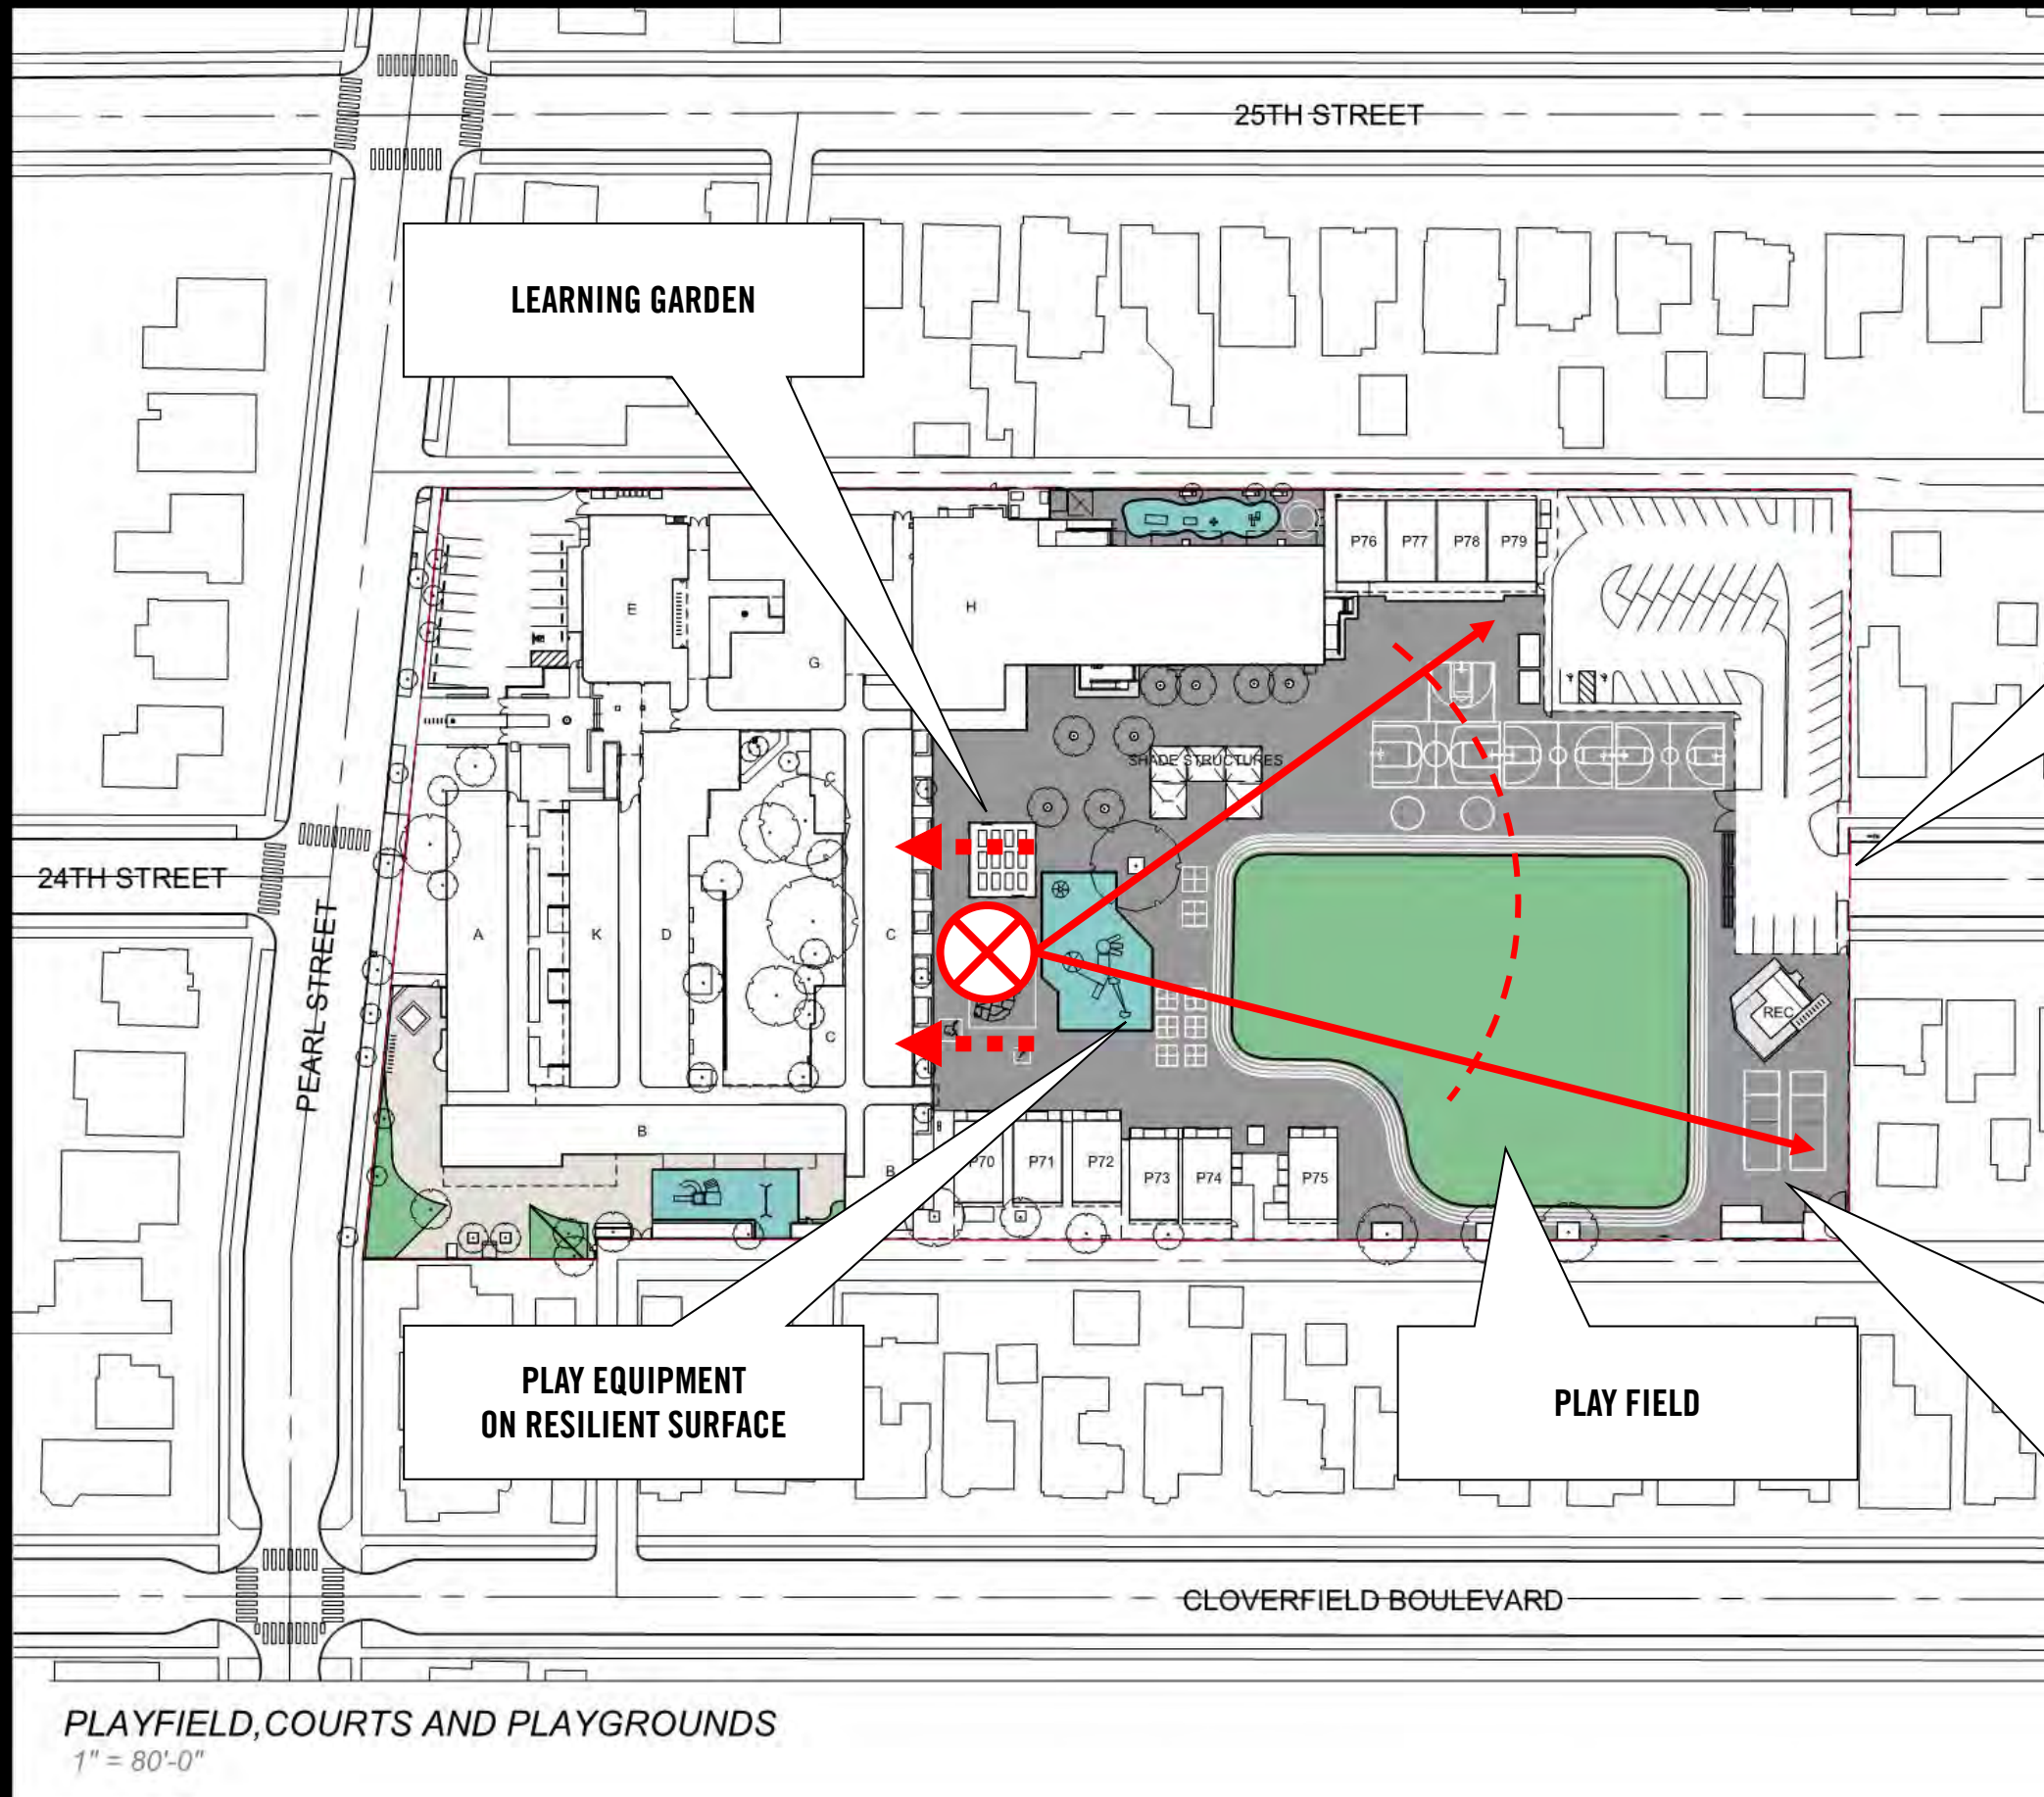 25TH STREET
LEARNING GARDEN
P76
P77
P78
P79
E
H
G
SHADE STRUCTURES
C
24TH STREET
PEARL STREET
A
K
D
C
C
REC
B
B
P70
P71
P72
P73
P74
P75
PLAY EQUIPMENT
ON RESILIENT SURFACE
PLAY FIELD
CLOVERFIELD BOULEVARD
PLAYFIELD,COURTS AND PLAYGROUNDS
1" = 80'-0"